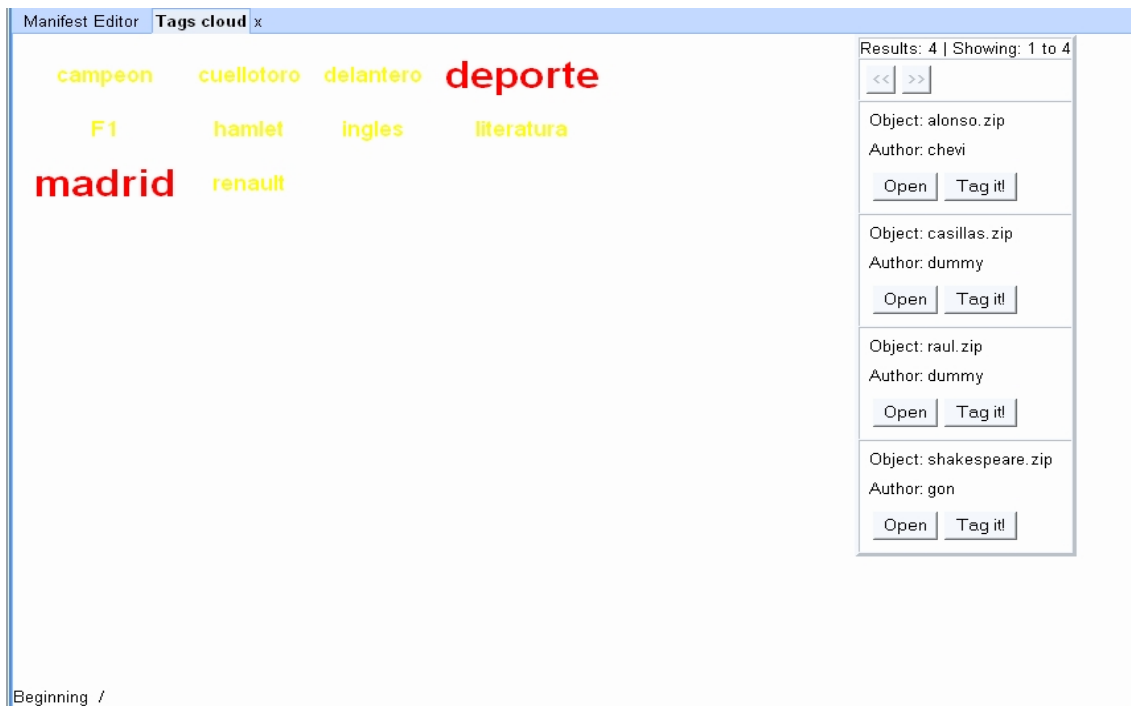 Manifest Editor Tags cloud x
campeon cuellotoro delantero deporte
F1 hamlet ingles literatura
madrid renault
Results: 4 | Showing: 1 to 4
<< >>
Object: alonso.zip
Author: chevi
Open Tag it!
Object: casillas.zip
Author: dummy
Open Tag it!
Object: raul.zip
Author: dummy
Open Tag it!
Object: shakespeare.zip
Author: gon
Open Tag it!
Beginning /